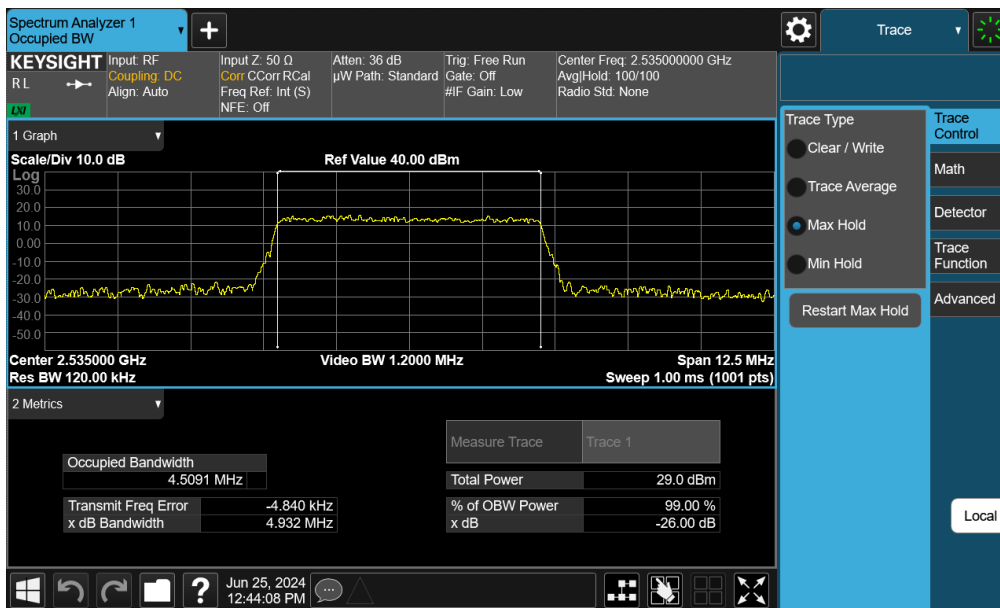 Spectrum Analyzer 1
Occupied BW
+
Trace
KEYSIGHT
R L
LXI
Input: RF
Coupling: DC
Align: Auto
Input Z: 50 Ω
Corr CCorr RCal
Freq Ref: Int (S)
NFE: Off
Atten: 36 dB
µW Path: Standard
Trig: Free Run
Gate: Off
#IF Gain: Low
Center Freq: 2.535000000 GHz
Avg|Hold: 100/100
Radio Std: None
1 Graph
Scale/Div 10.0 dB
Ref Value 40.00 dBm
Log
30.0
20.0
10.0
0.00
-10.0
-20.0
-30.0
-40.0
-50.0
Center 2.535000 GHz
Video BW 1.2000 MHz
Span 12.5 MHz
Res BW 120.00 kHz
Sweep 1.00 ms (1001 pts)
2 Metrics
Measure Trace Trace 1
Occupied Bandwidth
4.5091 MHz
Total Power 29.0 dBm
Transmit Freq Error -4.840 kHz
% of OBW Power 99.00 %
x dB Bandwidth 4.932 MHz
x dB -26.00 dB
Trace Type
Clear / Write
Trace Average
Max Hold
Min Hold
Restart Max Hold
Trace
Control
Math
Detector
Trace
Function
Advanced
Local
?
Jun 25, 2024
12:44:08 PM